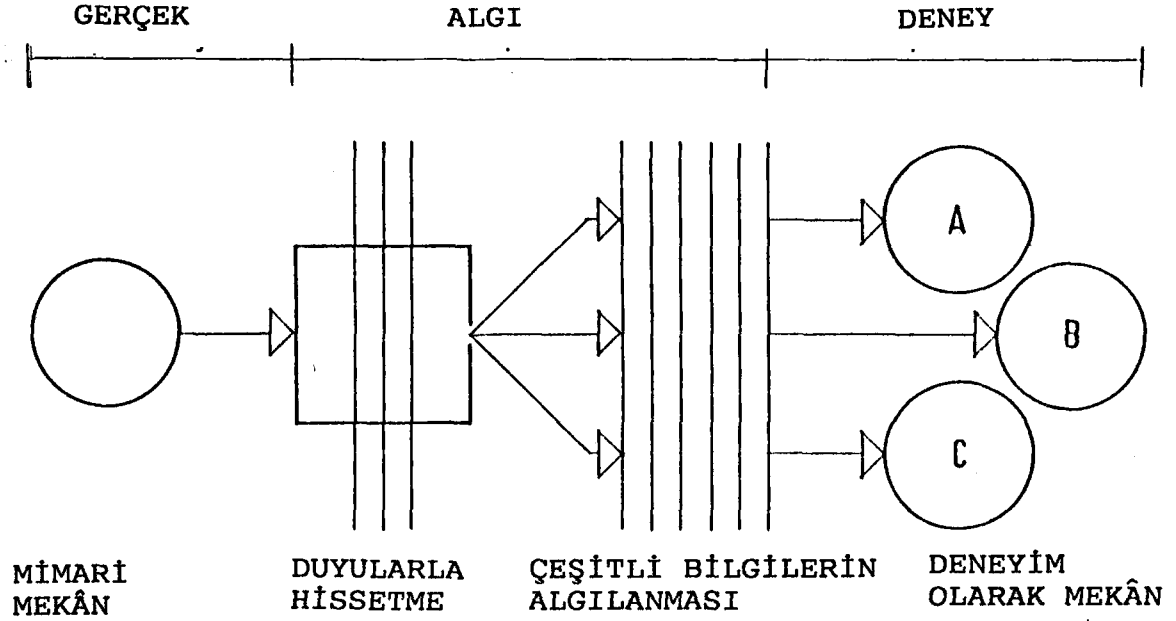 GERÇEK ALGI DENEY
A
B
C
MİMARİ MEKÂN
DUYULARLA HİSSETME
ÇEŞİTLİ BİLGİLERİN ALGILANMASI
DENEYİM OLARAK MEKÂN